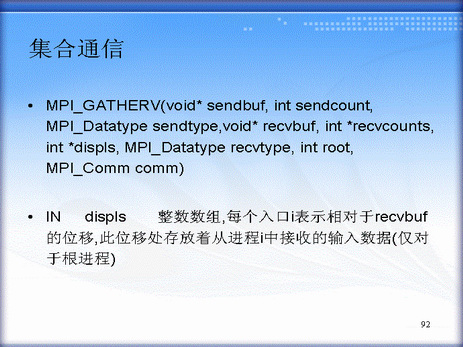 集合通信
• MPI_GATHERV(void* sendbuf, int sendcount,
MPI_Datatype sendtype,void* recvbuf, int *recvcounts,
int *displs, MPI_Datatype recvtype, int root,
MPI_Comm comm)
• IN displs 整数数组,每个入口i表示相对于recvbuf
的位移,此位移处存放着从进程i中接收的输入数据(仅对
于根进程)
92